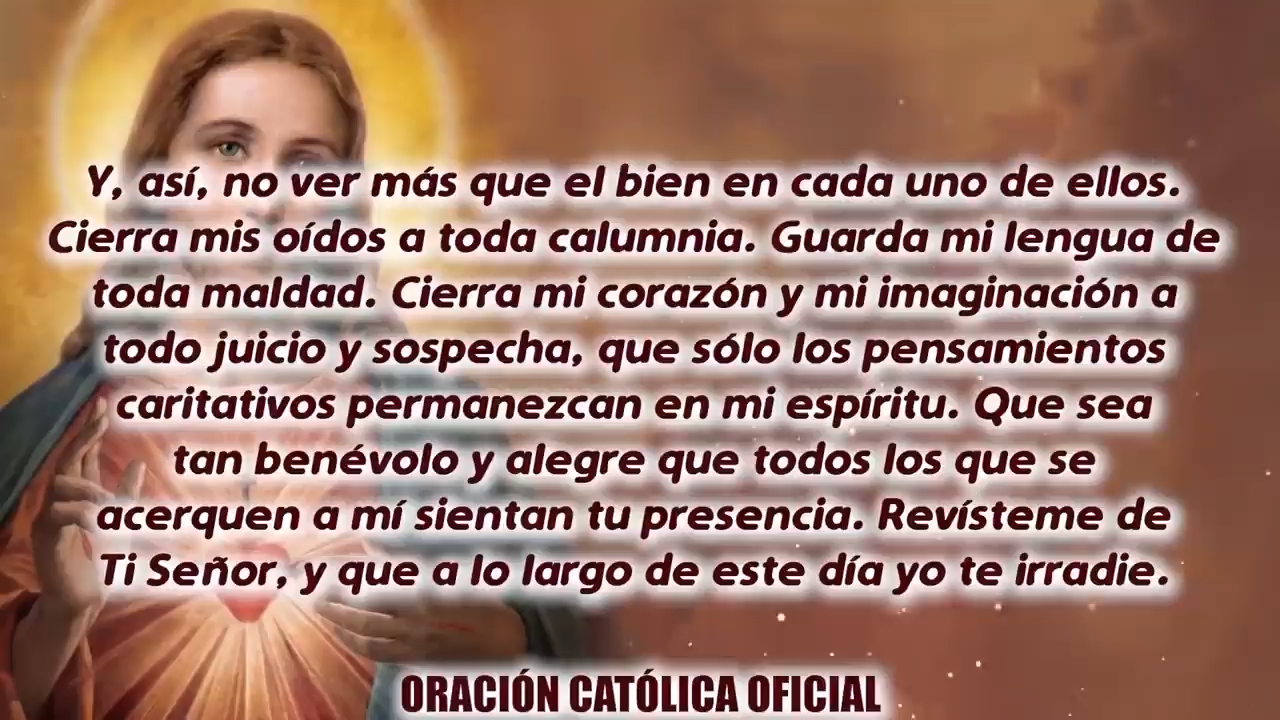 Y, así, no ver más que el bien en cada uno de ellos.
Cierra mis oídos a toda calumnia. Guarda mi lengua de
toda maldad. Cierra mi corazón y mi imaginación a
todo juicio y sospecha, que sólo los pensamientos
caritativos permanezcan en mi espíritu. Que sea
tan benévolo y alegre que todos los que se
acerquen a mí sientan tu presencia. Revísteme de
Ti Señor, y que a lo largo de este día yo te irradie.
ORACIÓN CATÓLICA OFICIAL